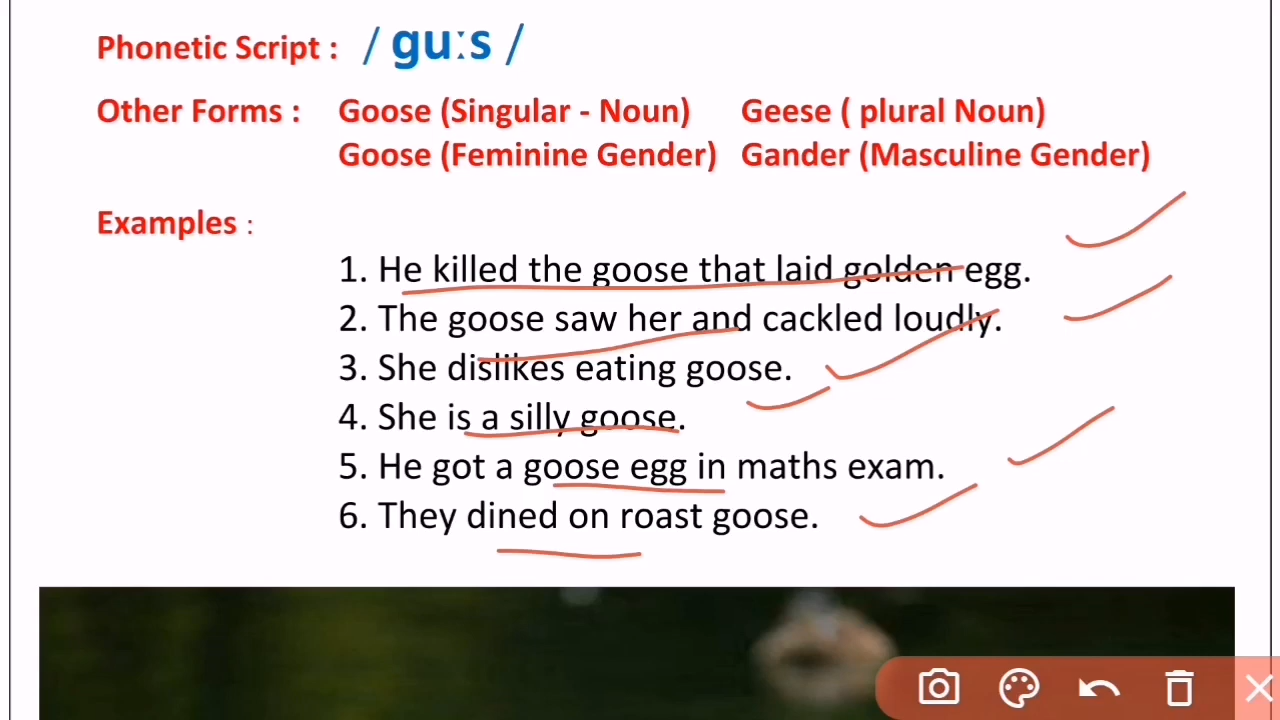 Phonetic Script : / guːs /
Other Forms : Goose (Singular - Noun) Geese ( plural Noun)
Goose (Feminine Gender) Gander (Masculine Gender)
Examples :
1. He killed the goose that laid golden egg.
2. The goose saw her and cackled loudly.
3. She dislikes eating goose.
4. She is a silly goose.
5. He got a goose egg in maths exam.
6. They dined on roast goose.